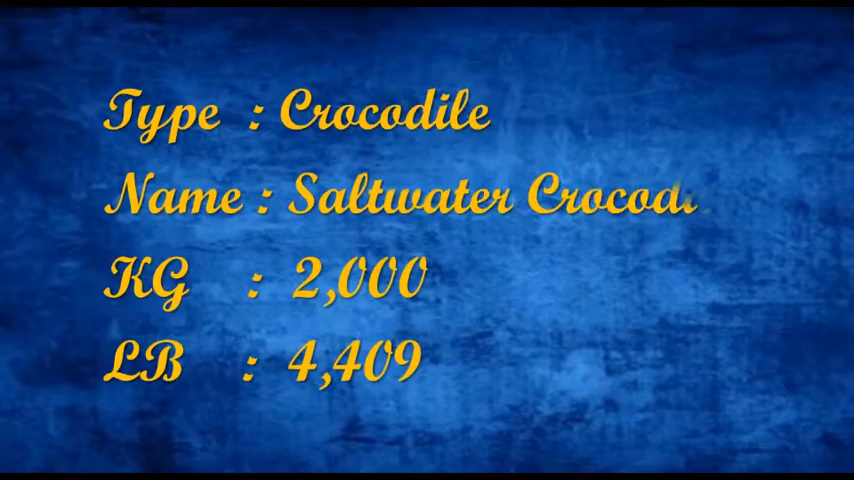 Type : Crocodile
Name : Saltwater
KG : 2,000
LB : 4,409